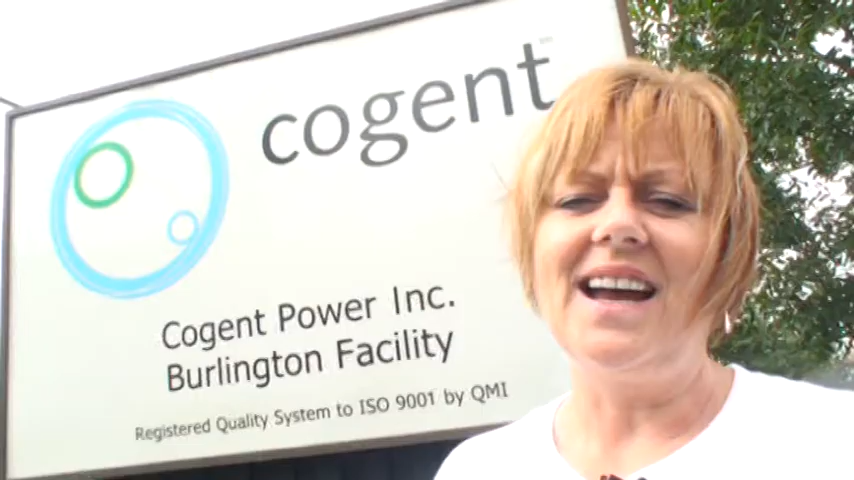 cogent
Cogent Power Inc.
Burlington Facility
Registered Quality System to ISO 9001 by QMI